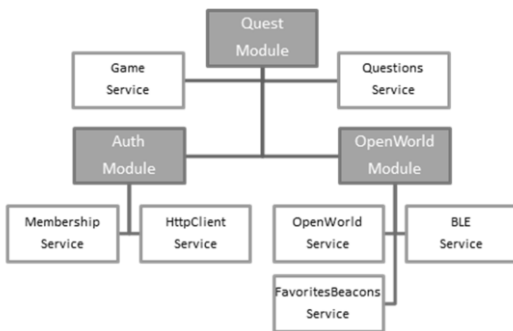 Quest
Module
Game
Service
Questions
Service
Auth
Module
OpenWorld
Module
Membership
Service
HttpClient
Service
OpenWorld
Service
BLE
Service
FavoritesBeacons
Service